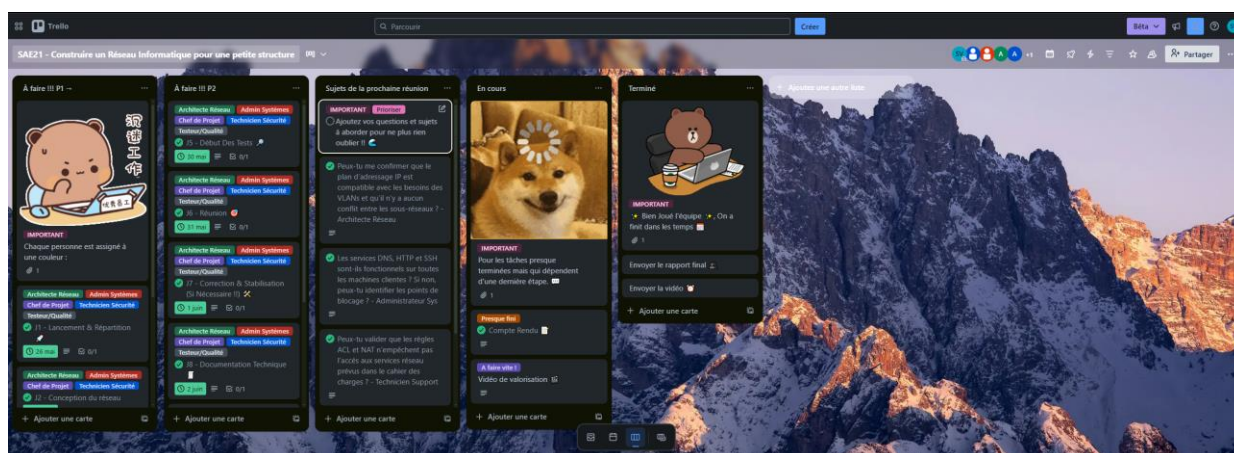 Trello
Parcourir
Créer
Bêta
SAE21 - Construire un Réseau Informatique pour une petite structure
+1
Partager
À faire !!! P1 →
沉迷工作
IMPORTANT
Chaque personne est assigné à
une couleur :
1
Architecte Réseau Admin Systèmes
Chef de Projet Technicien Sécurité
Testeur/Qualité
J1 - Lancement & Répartition
0/1
Architecte Réseau Admin Systèmes
Chef de Projet Technicien Sécurité
J2 - Conception du réseau
+ Ajouter une carte
À faire !!! P2
Architecte Réseau Admin Systèmes
Chef de Projet Technicien Sécurité
Testeur/Qualité
J5 - Début Des Tests
30 mai 0/1
Architecte Réseau Admin Systèmes
Chef de Projet Technicien Sécurité
Testeur/Qualité
J6 - Réunion
31 mai 0/1
Architecte Réseau Admin Systèmes
Chef de Projet Technicien Sécurité
Testeur/Qualité
J7 - Correction & Stabilisation
(Si Nécessaire !!)
1 juin 0/1
Architecte Réseau Admin Systèmes
Chef de Projet Technicien Sécurité
Testeur/Qualité
J8 - Documentation Technique
2 juin 0/1
+ Ajouter une carte
Sujets de la prochaine réunion
IMPORTANT Prioriser
Ajoutez vos questions et sujets
à aborder pour ne plus rien
oublier !!
Peux-tu me confirmer que le
plan d'adressage IP est
compatible avec les besoins des
VLANs et qu'il n'y a aucun
conflit entre les sous-réseaux ? -
Architecte Réseau
Les services DNS, HTTP et SSH
sont-ils fonctionnels sur toutes
les machines clientes ? Si non,
peux-tu identifier les points de
blocage ? - Administrateur Sys
Peux-tu valider que les règles
ACL et NAT n'empêchent pas
l'accès aux services réseau
prévus dans le cahier des
charges ? - Technicien Support
+ Ajouter une carte
En cours
IMPORTANT
Pour les tâches presque
terminées mais qui dépendent
d'une dernière étape.
1
Presque fini
Compte Rendu
A faire vite !
Vidéo de valorisation
+ Ajouter une carte
Terminé
IMPORTANT
Bien Joué l'équipe , On a
finit dans les temps
1
Envoyer le rapport final
Envoyer la vidéo
+ Ajouter une carte
+ Ajoutez une autre liste